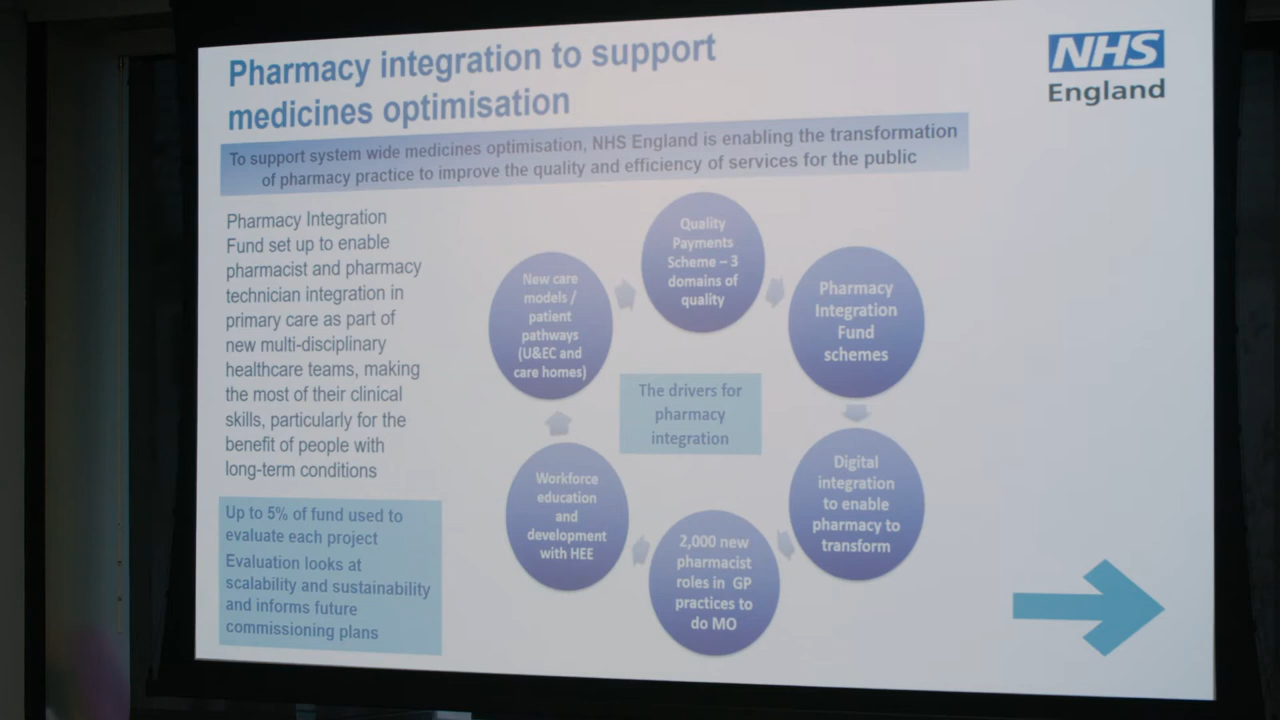 Pharmacy integration to support
medicines optimisation
NHS
England
To support system wide medicines optimisation, NHS England is enabling the transformation
of pharmacy practice to improve the quality and efficiency of services for the public
Pharmacy Integration
Fund set up to enable
pharmacist and pharmacy
technician integration in
primary care as part of
new multi-disciplinary
healthcare teams, making
the most of their clinical
skills, particularly for the
benefit of people with
long-term conditions
Up to 5% of fund used to
evaluate each project
Evaluation looks at
scalability and sustainability
and informs future
commissioning plans
Quality
Payments
Scheme – 3
domains of
quality
Pharmacy
Integration
Fund
schemes
Digital
integration
to enable
pharmacy to
transform
2,000 new
pharmacist
roles in GP
practices to
do MO
Workforce
education
and
development
with HEE
New care
models /
patient
pathways
(U&EC and
care homes)
The drivers for
pharmacy
integration